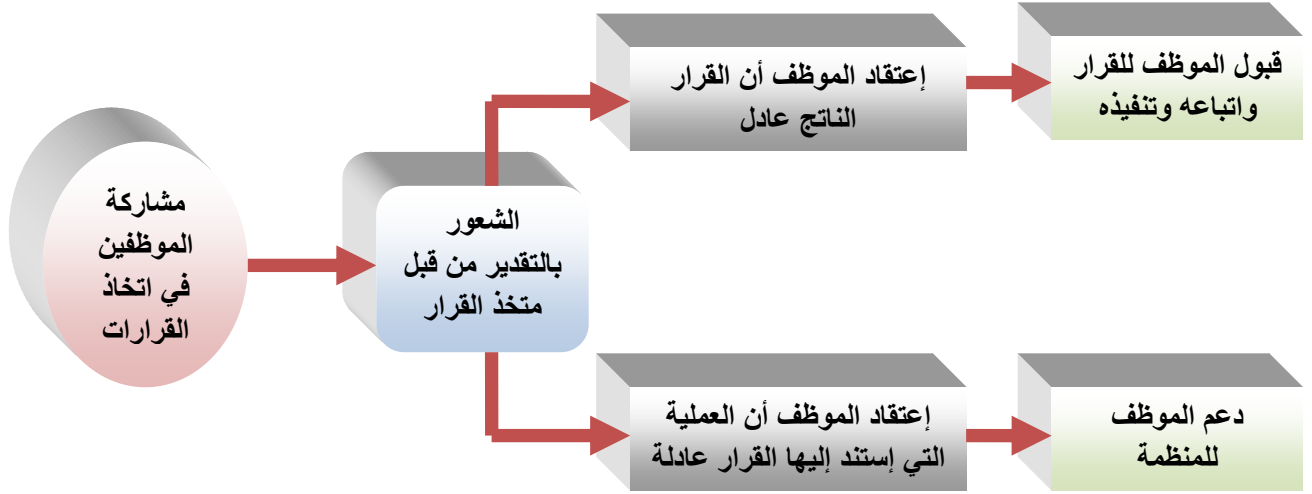 مشاركة
الموظفين
في اتخاذ
القرارات
الشعور
بالتقدير من قبل
متخذ القرار
إعتقاد الموظف أن القرار
الناتج عادل
قبول الموظف للقرار
واتباعه وتنفيذه
إعتقاد الموظف أن العملية
التي إستند إليها القرار عادلة
دعم الموظف
للمنظمة